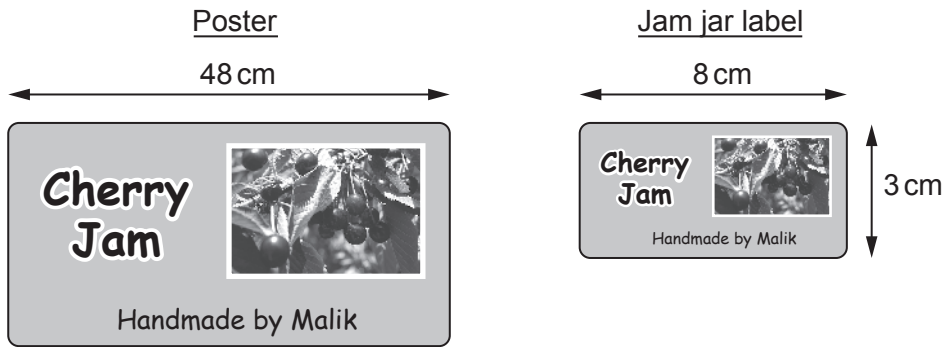 Poster
48 cm
Cherry
Jam
Handmade by Malik
Jam jar label
8 cm
Cherry
Jam
Handmade by Malik
3 cm